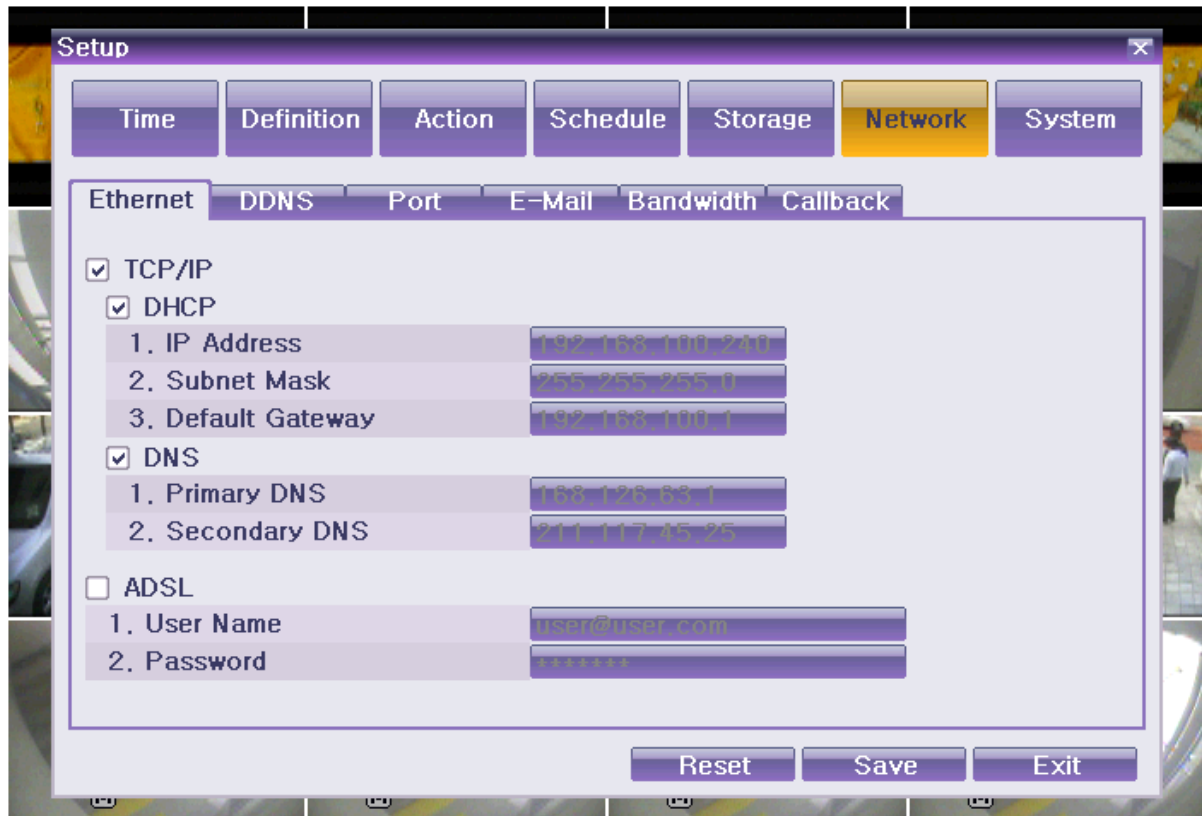 Setup
Time Definition Action Schedule Storage Network System
Ethernet DDNS Port E-Mail Bandwidth Callback
TCP/IP
DHCP
1. IP Address 192.168.100.240
2. Subnet Mask 255.255.255.0
3. Default Gateway 192.168.100.1
DNS
1. Primary DNS 168.126.63.1
2. Secondary DNS 211.117.45.25
ADSL
1. User Name user@user.com
2. Password *******
Reset Save Exit